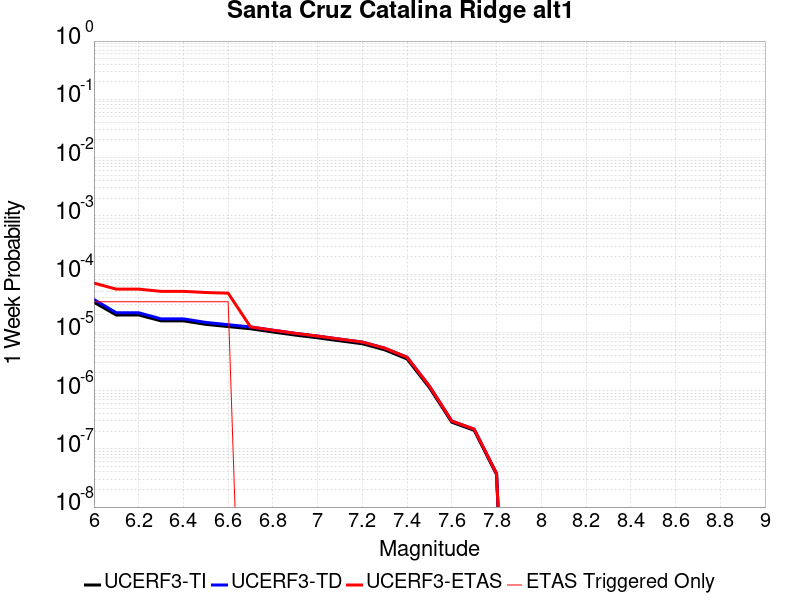 Santa Cruz Catalina Ridge alt1
1 Week Probability
10^0
10^-1
10^-2
10^-3
10^-4
10^-5
10^-6
10^-7
10^-8
6 6.2 6.4 6.6 6.8 7 7.2 7.4 7.6 7.8 8 8.2 8.4 8.6 8.8 9
Magnitude
UCERF3-TI UCERF3-TD UCERF3-ETAS ETAS Triggered Only